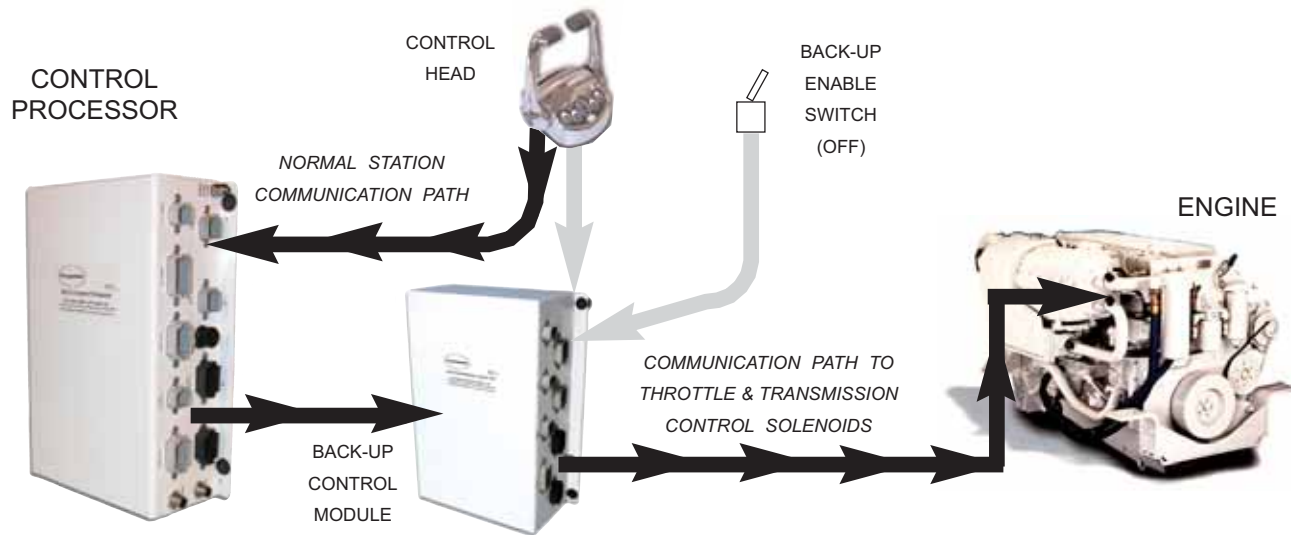 CONTROL
PROCESSOR
CONTROL
HEAD
BACK-UP
ENABLE
SWITCH
(OFF)
NORMAL STATION
COMMUNICATION PATH
ENGINE
COMMUNICATION PATH TO
THROTTLE & TRANSMISSION
CONTROL SOLENOIDS
BACK-UP
CONTROL
MODULE